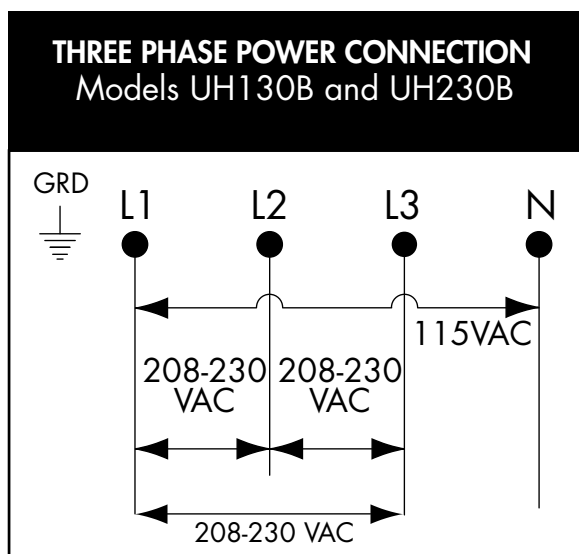 THREE PHASE POWER CONNECTION
Models UH130B and UH230B
GRD
L1 L2 L3 N
115VAC
208-230 208-230
VAC VAC
208-230 VAC